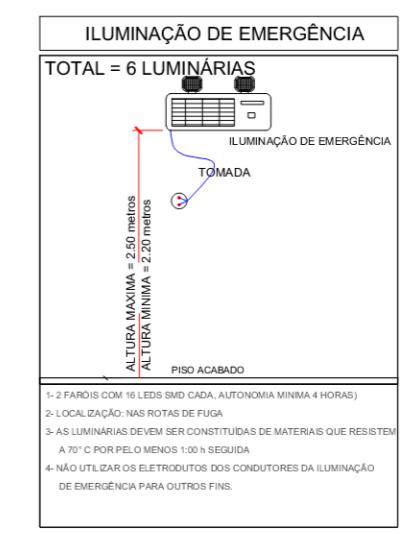 ILUMINAÇÃO DE EMERGÊNCIA
TOTAL = 6 LUMINÁRIAS
ILUMINAÇÃO DE EMERGÊNCIA
TOMADA
ALTURA MAXIMA = 2.50 metros
ALTURA MINIMA = 2.20 metros
PISO ACABADO
1- 2 FARÓIS COM 16 LEDS SMD CADA, AUTONOMIA MINIMA 4 HORAS)
2- LOCALIZAÇÃO: NAS ROTAS DE FUGA
3- AS LUMINÁRIAS DEVEM SER CONSTITUÍDAS DE MATERIAIS QUE RESISTEM
A 70° C POR PELO MENOS 1:00 h SEGUIDA
4- NÃO UTILIZAR OS ELETRODUTOS DOS CONDUTORES DA ILUMINAÇÃO
DE EMERGÊNCIA PARA OUTROS FINS.